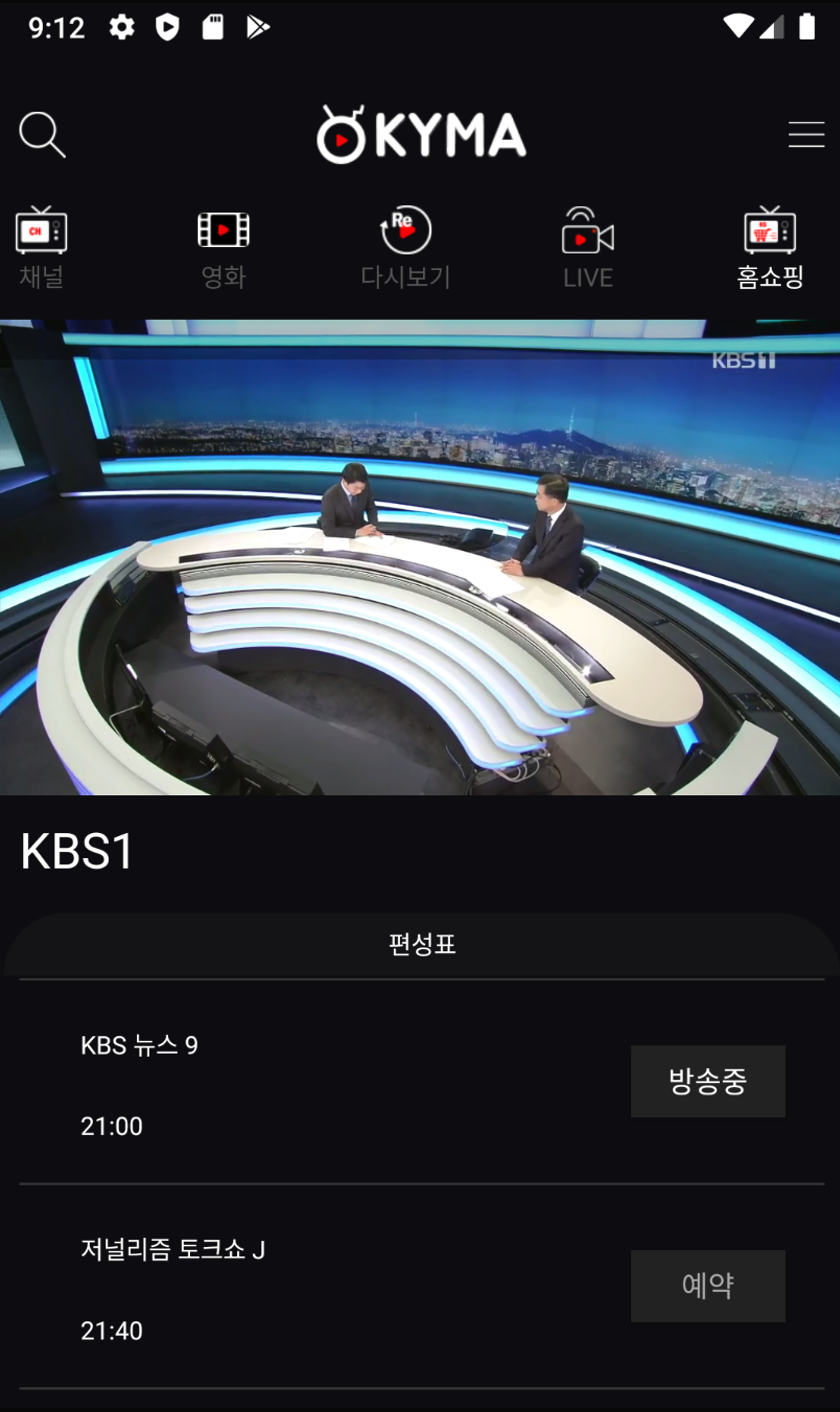 9:12
KYMA
CH
Re
채널
영화
다시보기
LIVE
홈쇼핑
KBS1
KBS1
편성표
KBS 뉴스 9
방송중
21:00
저널리즘 토크쇼 J
예약
21:40